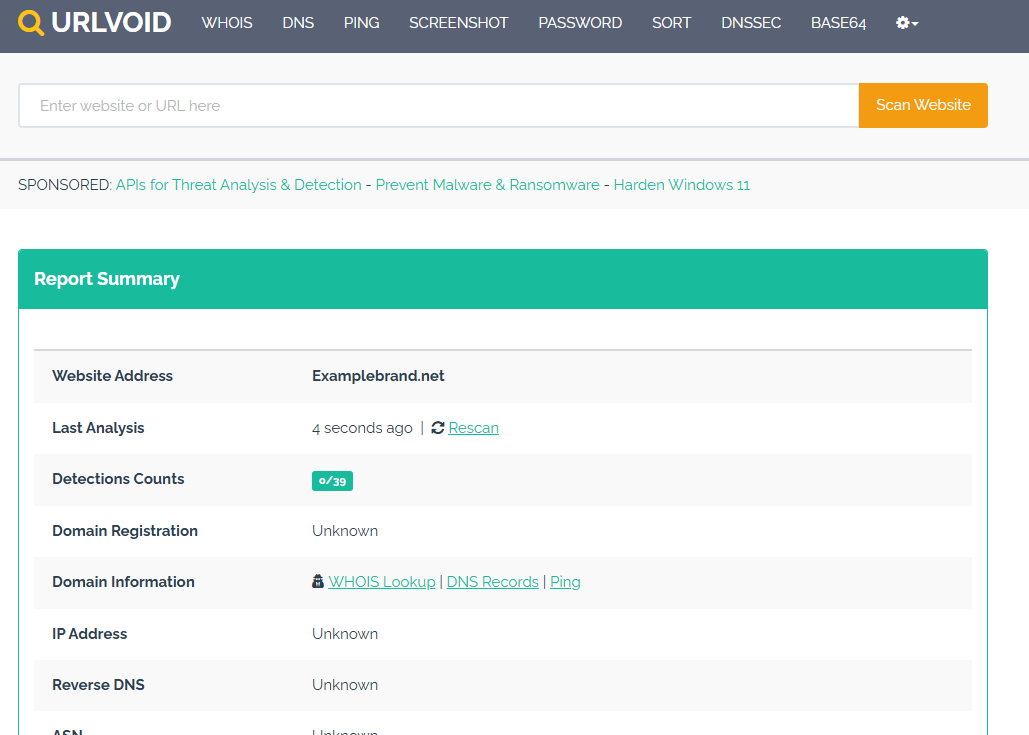 URLVOID WHOIS DNS PING SCREENSHOT PASSWORD SORT DNSSEC BASE64
Enter website or URL here Scan Website
SPONSORED: APIs for Threat Analysis & Detection - Prevent Malware & Ransomware - Harden Windows 11
Report Summary
Website Address Examplebrand.net
Last Analysis 4 seconds ago | Rescan
Detections Counts 0/39
Domain Registration Unknown
Domain Information WHOIS Lookup | DNS Records | Ping
IP Address Unknown
Reverse DNS Unknown
ASN Unknown